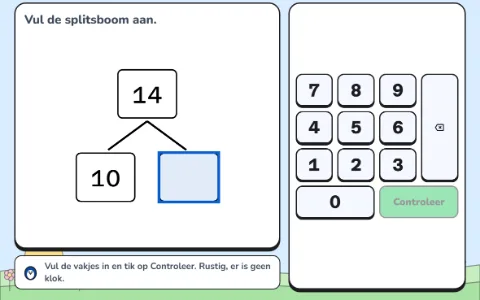 Vul de splitsboom aan.
14
10
7 8 9
4 5 6
1 2 3
0 Controleer
Vul de vakjes in en tik op Controleer. Rustig, er is geen
klok.